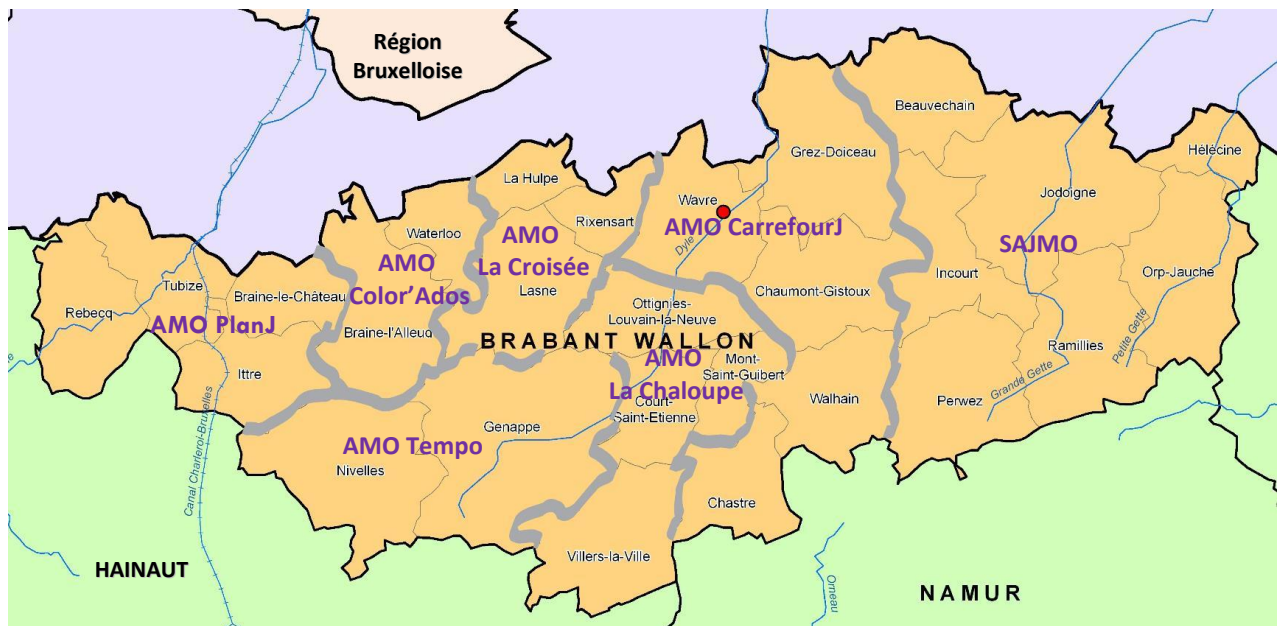 Région
Bruxelloise
Beauvechain
Grez-Doiceau
Hélécine
La Hulpe
Wavre
Jodoigne
Rixensart
Waterloo
AMO CarrefourJ
AMO
La Croisée
SAJMO
AMO
Color'Ados
Tubize
Braine-le-Château
Dyle
Incourt
Orp-Jauche
Lasne
Chaumont-Gistoux
Rebecq
AMO PlanJ
Braine-l'Alleud
Ottignies-
Louvain-la-Neuve
BRABANT WALLON
Ramillies
Petite Gette
AMO
La Chaloupe
Mont-
Saint-Guibert
Ittre
Grande Gette
Walhain
Perwez
Court-
Saint-Etienne
Canal Charleroi-Bruxelles
AMO Tempo
Genappe
Nivelles
Chastre
Villers-la-Ville
HAINAUT
Orneau
NAMUR